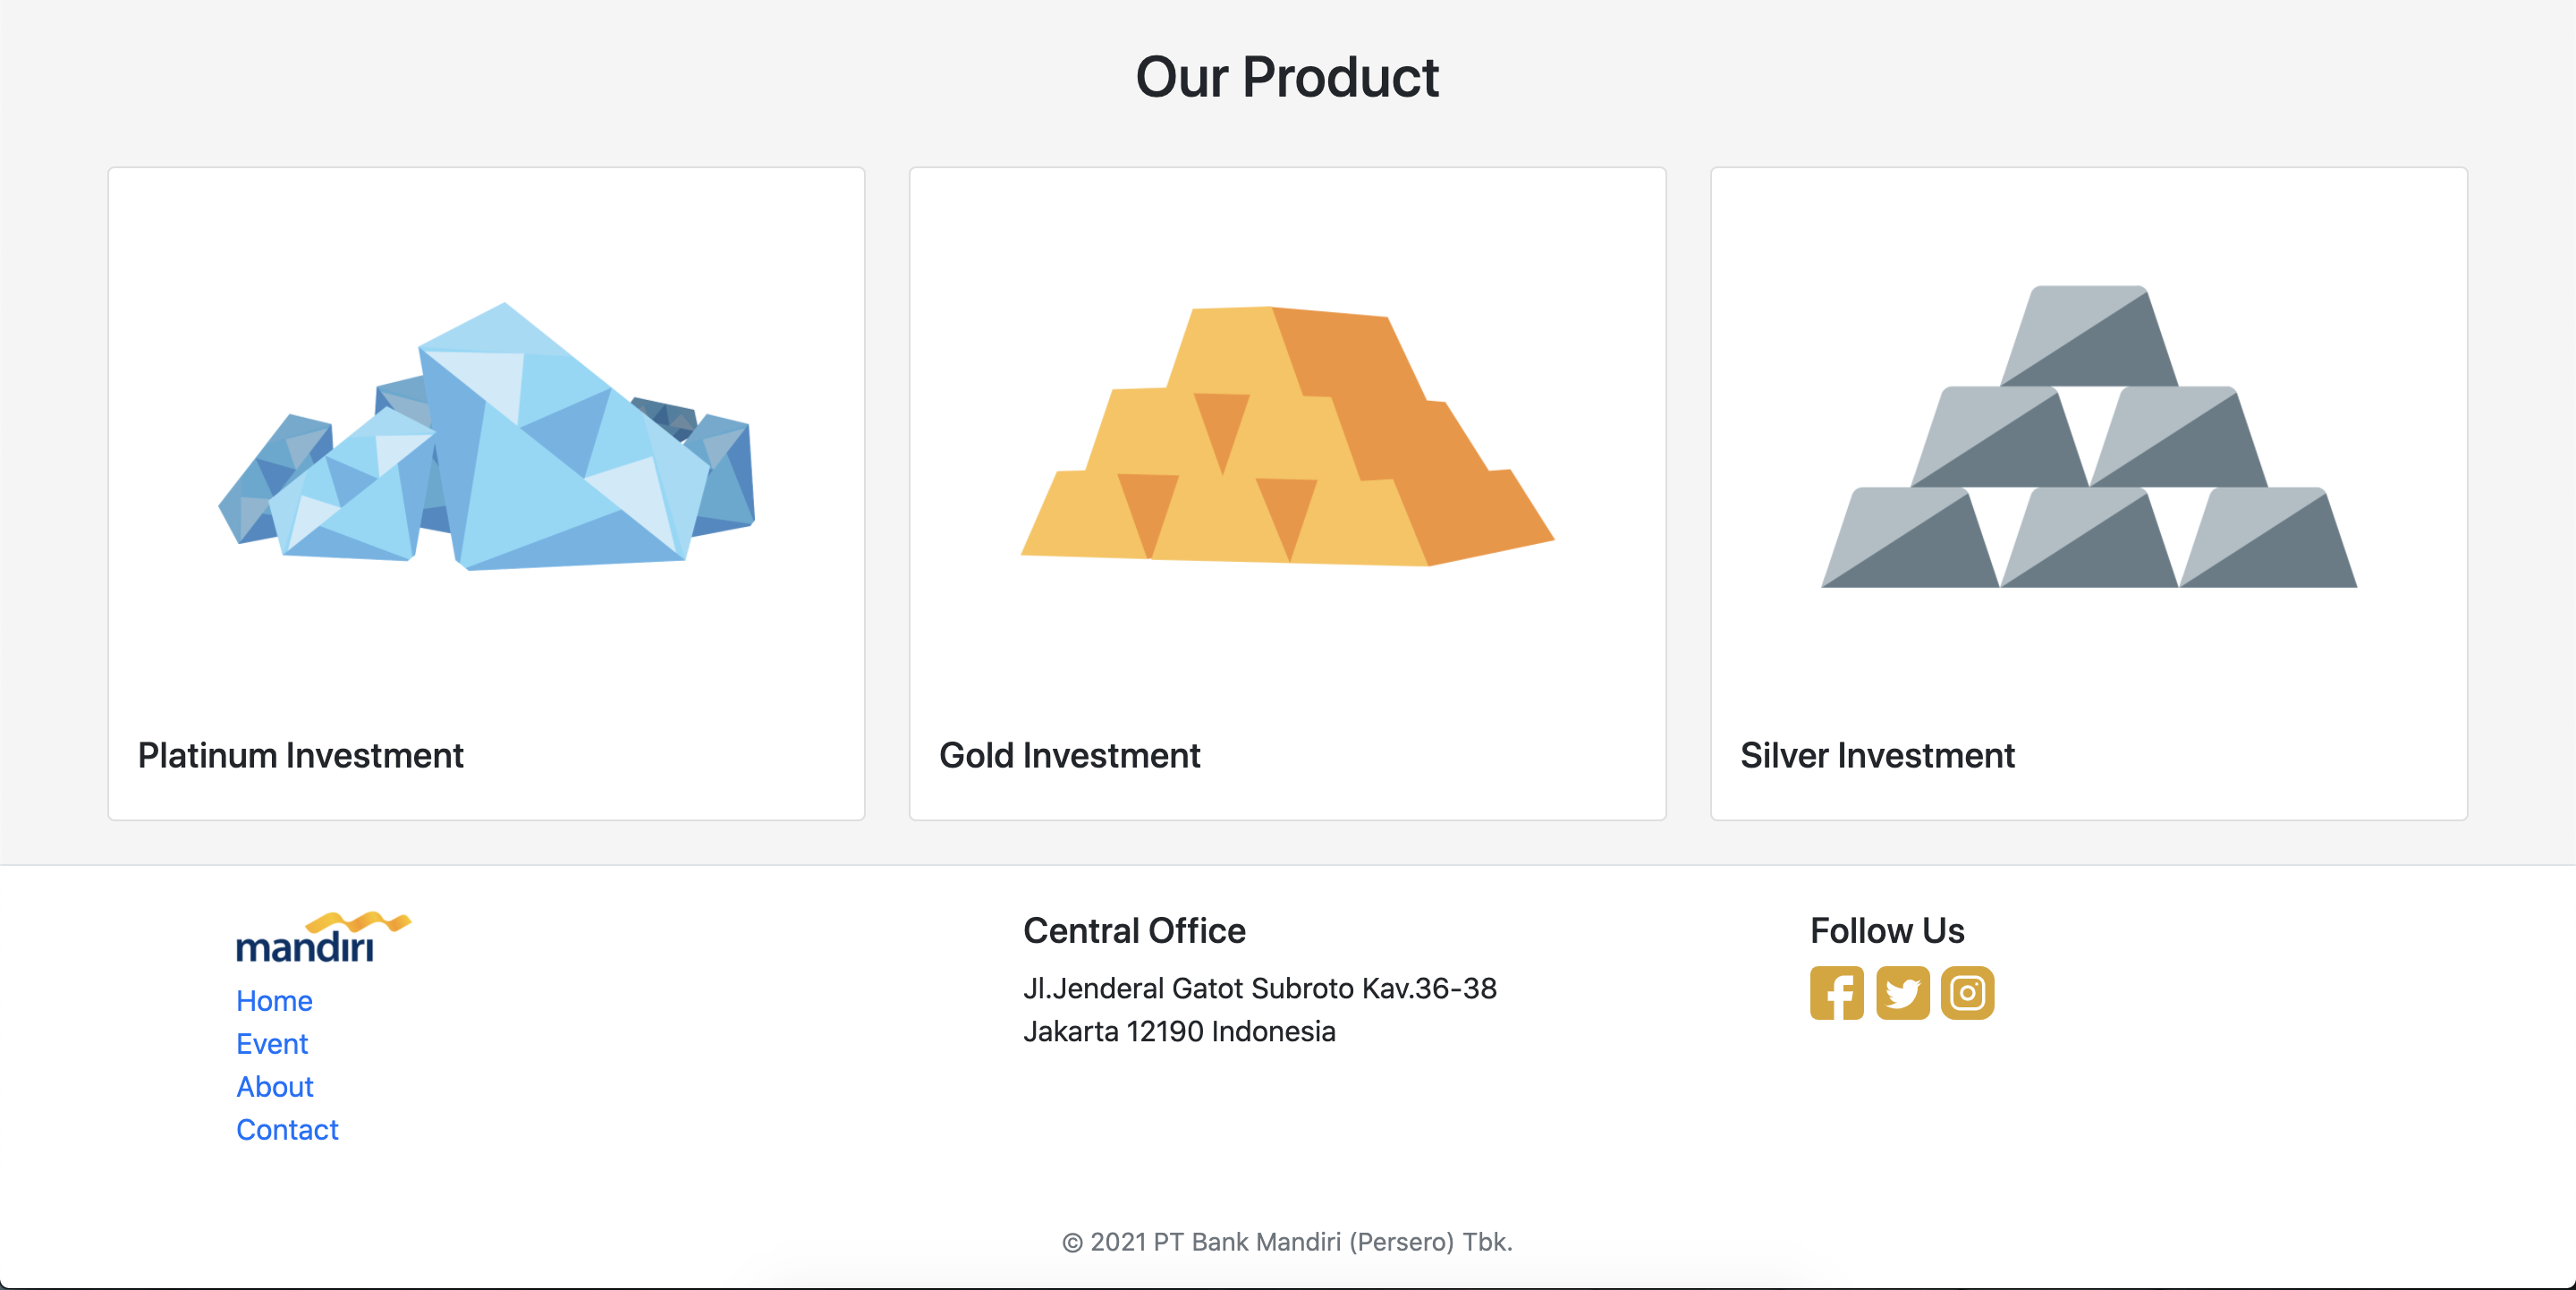 Our Product
Platinum Investment
Gold Investment
Silver Investment
mandiri
Home
Event
About
Contact
Central Office
Jl.Jenderal Gatot Subroto Kav.36-38
Jakarta 12190 Indonesia
Follow Us
© 2021 PT Bank Mandiri (Persero) Tbk.